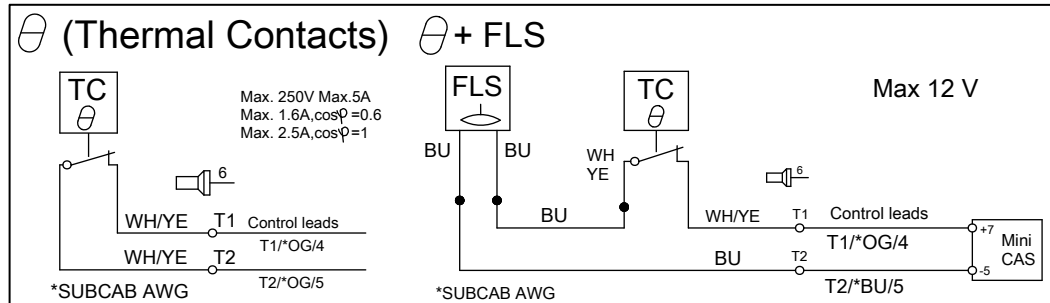 θ (Thermal Contacts)
θ + FLS
TC
θ
Max. 250V Max.5A
Max. 1.6A,cosφ=0.6
Max. 2.5A,cosφ=1
6
WH/YE T1 Control leads
T1/*OG/4
WH/YE T2
T2/*OG/5
*SUBCAB AWG
FLS
TC
θ
Max 12 V
BU BU
WH
YE
6
BU
WH/YE T1 Control leads
T1/*OG/4
+7
Mini
CAS
BU T2
-5
T2/*BU/5
*SUBCAB AWG